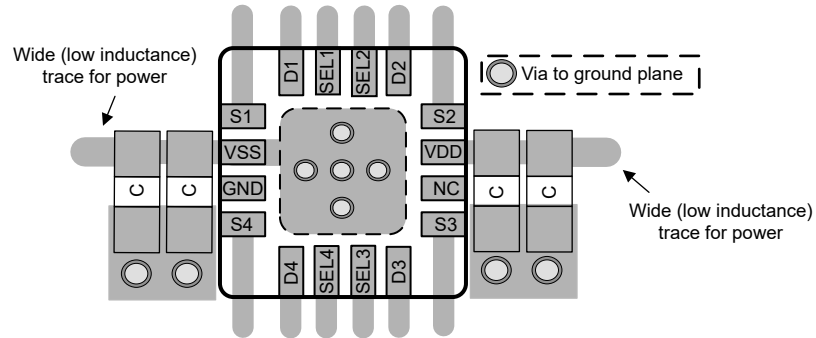 Wide (low inductance)
trace for power
D1
SEL1
SEL2
D2
Via to ground plane
S1
S2
VSS
VDD
C
C
GND
NC
C
C
S4
S3
Wide (low inductance)
trace for power
D4
SEL4
SEL3
D3